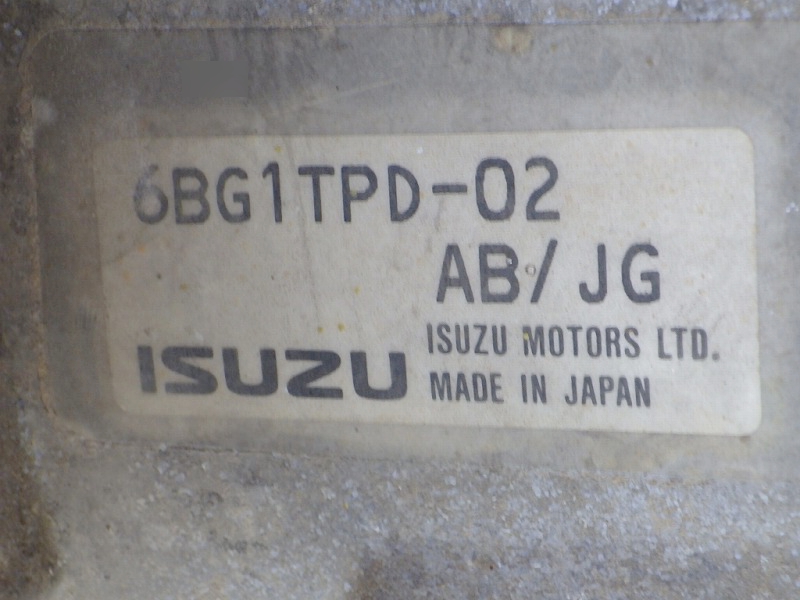 6BG1TPD-02
AB/JG
ISUZU
ISUZU MOTORS LTD.
MADE IN JAPAN